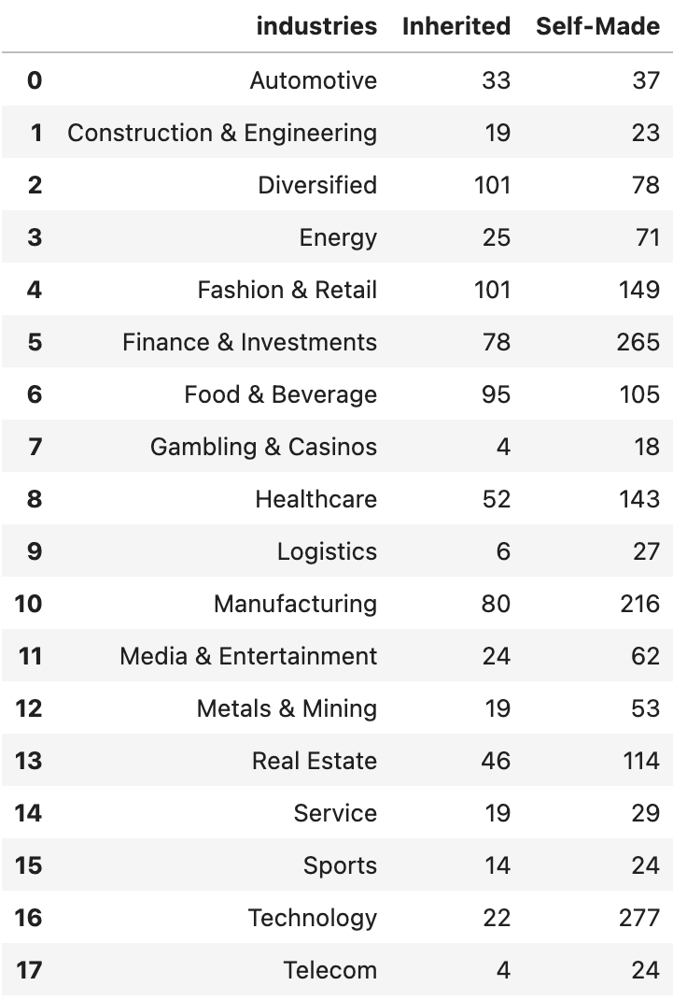 industries Inherited Self-Made
0 Automotive 33 37
1 Construction & Engineering 19 23
2 Diversified 101 78
3 Energy 25 71
4 Fashion & Retail 101 149
5 Finance & Investments 78 265
6 Food & Beverage 95 105
7 Gambling & Casinos 4 18
8 Healthcare 52 143
9 Logistics 6 27
10 Manufacturing 80 216
11 Media & Entertainment 24 62
12 Metals & Mining 19 53
13 Real Estate 46 114
14 Service 19 29
15 Sports 14 24
16 Technology 22 277
17 Telecom 4 24